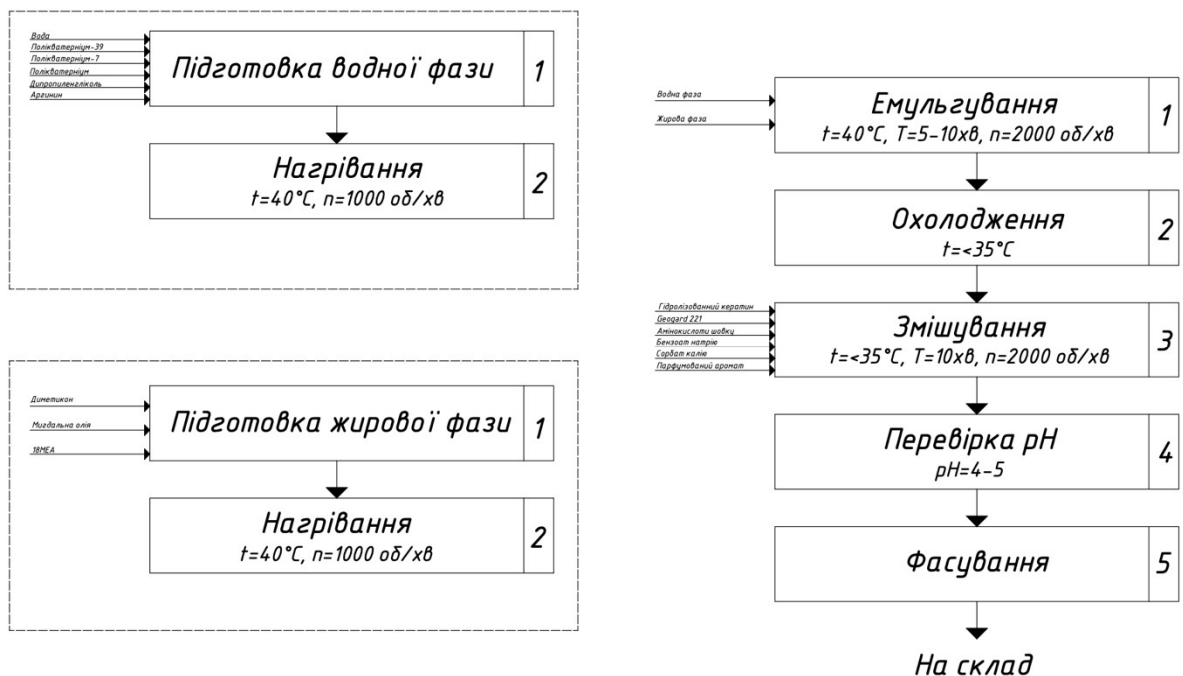 Вода
Полікватерніум-39
Полікватерніум-7
Полікватерніум
Дипропиленгліколь
Аргинин
Підготовка водної фази
1
Нагрівання
2
t=40°C, n=1000 об/хв
Диметикон
Мигдальна олія
18MEA
Підготовка жирової фази
1
Нагрівання
2
t=40°C, n=1000 об/хв
Водна фаза
Жирова фаза
Емульгування
1
t=40°C, T=5-10хв, n=2000 об/хв
Охолодження
2
t=<35°C
Гідролізованний кератин
Geogard 221
Амінокислоти шовку
Бензоат натрію
Сорбат калію
Парфумований аромат
Змішування
3
t=<35°C, T=10хв, n=2000 об/хв
Перевірка pH
4
pH=4-5
Фасування
5
На склад